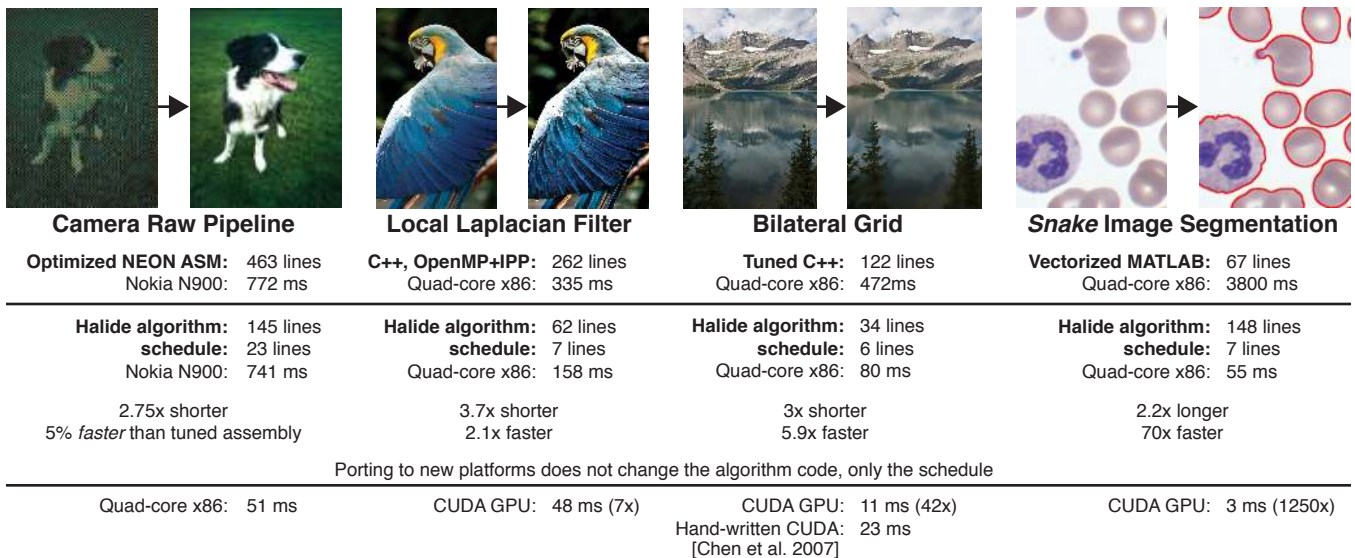 Camera Raw Pipeline
Optimized NEON ASM: 463 lines
Nokia N900: 772 ms
Halide algorithm: 145 lines
schedule: 23 lines
Nokia N900: 741 ms
2.75x shorter
5% faster than tuned assembly
Local Laplacian Filter
C++, OpenMP+IPP: 262 lines
Quad-core x86: 335 ms
Halide algorithm: 62 lines
schedule: 7 lines
Quad-core x86: 158 ms
3.7x shorter
2.1x faster
Bilateral Grid
Tuned C++: 122 lines
Quad-core x86: 472ms
Halide algorithm: 34 lines
schedule: 6 lines
Quad-core x86: 80 ms
3x shorter
5.9x faster
Snake Image Segmentation
Vectorized MATLAB: 67 lines
Quad-core x86: 3800 ms
Halide algorithm: 148 lines
schedule: 7 lines
Quad-core x86: 55 ms
2.2x longer
70x faster
Porting to new platforms does not change the algorithm code, only the schedule
Quad-core x86: 51 ms
CUDA GPU: 48 ms (7x)
CUDA GPU: 11 ms (42x)
Hand-written CUDA: 23 ms
[Chen et al. 2007]
CUDA GPU: 3 ms (1250x)